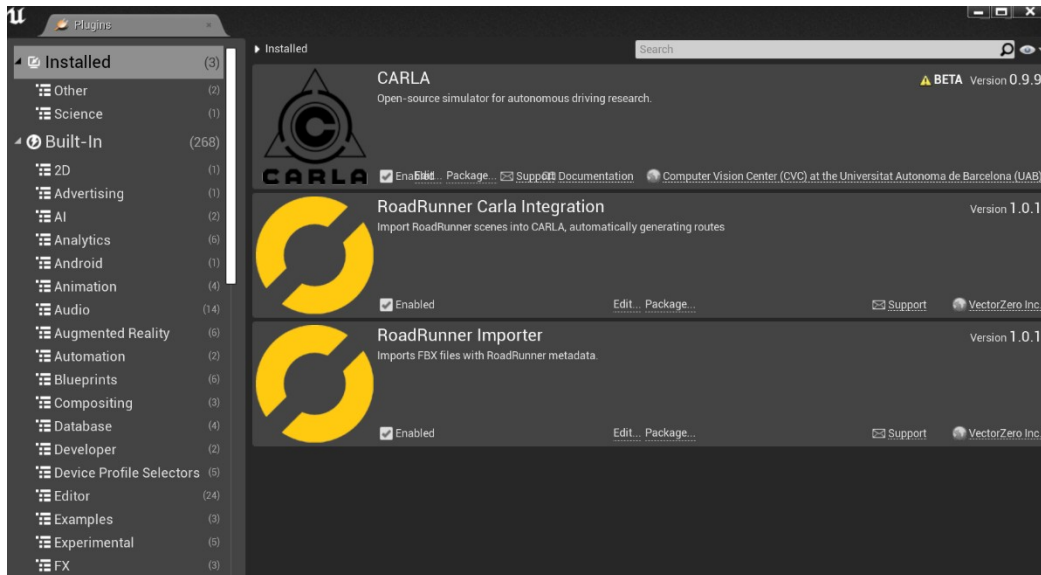 Plugins
Installed (3)
Other (2)
Science (1)
Built-In (268)
2D (1)
Advertising (1)
AI (2)
Analytics (6)
Android (1)
Animation (4)
Audio (14)
Augmented Reality (6)
Automation (2)
Blueprints (6)
Compositing (3)
Database (4)
Developer (2)
Device Profile Selectors (5)
Editor (24)
Examples (3)
Experimental (5)
FX (3)
Installed
Search
CARLA
BETA Version 0.9.9
Open-source simulator for autonomous driving research.
C
CARLA
Enabled Edit... Package... Support Documentation Computer Vision Center (CVC) at the Universitat Autonoma de Barcelona (UAB)
RoadRunner Carla Integration
Version 1.0.1
Import RoadRunner scenes into CARLA, automatically generating routes
Enabled Edit... Package... Support VectorZero Inc.
RoadRunner Importer
Version 1.0.1
Imports FBX files with RoadRunner metadata.
Enabled Edit... Package... Support VectorZero Inc.